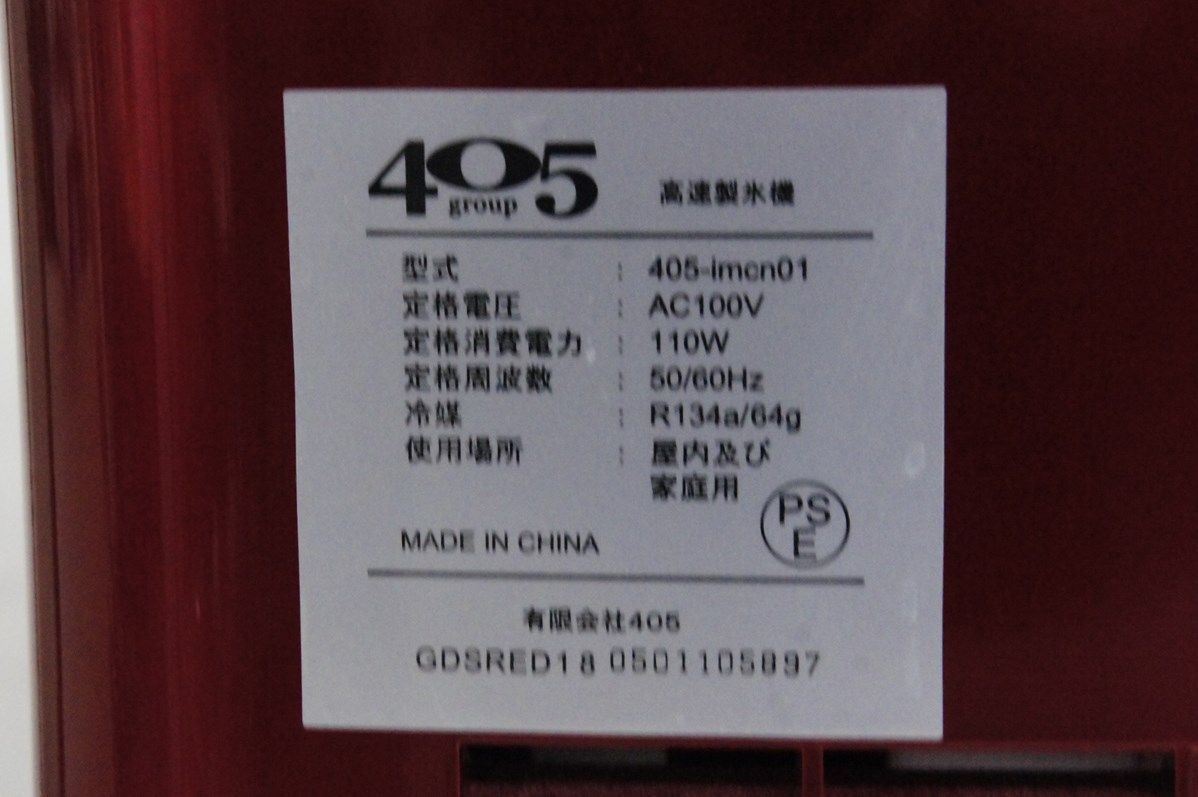 405
group
高速製氷機
型式 : 405-imcn01
定格電圧 : AC100V
定格消費電力 : 110W
定格周波数 : 50/60Hz
冷媒 : R134a/64g
使用場所 : 屋内及び
家庭用
PS
E
MADE IN CHINA
有限会社405
GDSRED18 0501105897